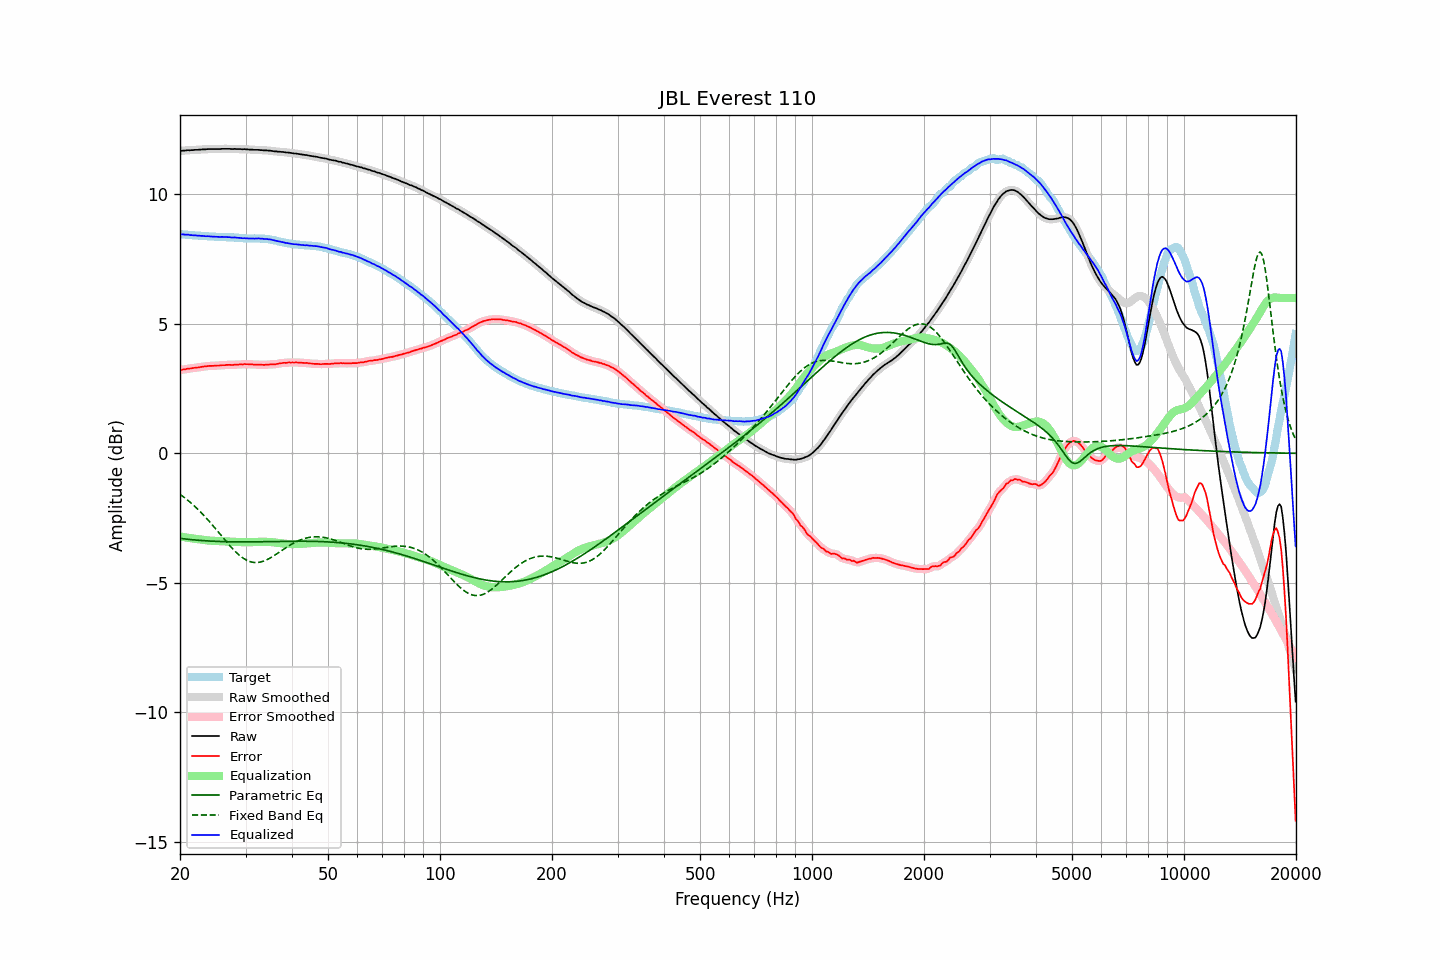 JBL Everest 110
Amplitude (dBr)
10
5
0
−5
−10
−15
Target
Raw Smoothed
Error Smoothed
Raw
Error
Equalization
Parametric Eq
Fixed Band Eq
Equalized
20 50 100 200 500 1000 2000 5000 10000 20000
Frequency (Hz)